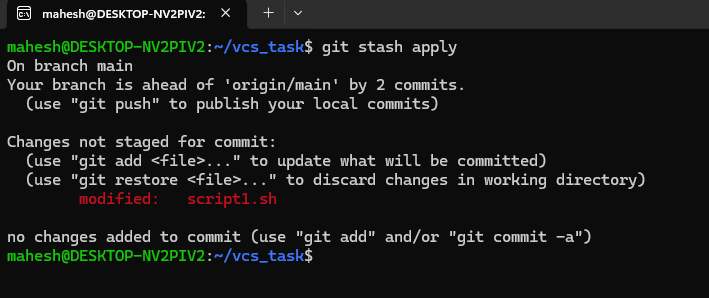 mahesh@DESKTOP-NV2PIV2:
mahesh@DESKTOP-NV2PIV2:~/vcs_task$ git stash apply
On branch main
Your branch is ahead of 'origin/main' by 2 commits.
  (use "git push" to publish your local commits)
Changes not staged for commit:
  (use "git add <file>..." to update what will be committed)
  (use "git restore <file>..." to discard changes in working directory)
        modified:   script1.sh
no changes added to commit (use "git add" and/or "git commit -a")
mahesh@DESKTOP-NV2PIV2:~/vcs_task$